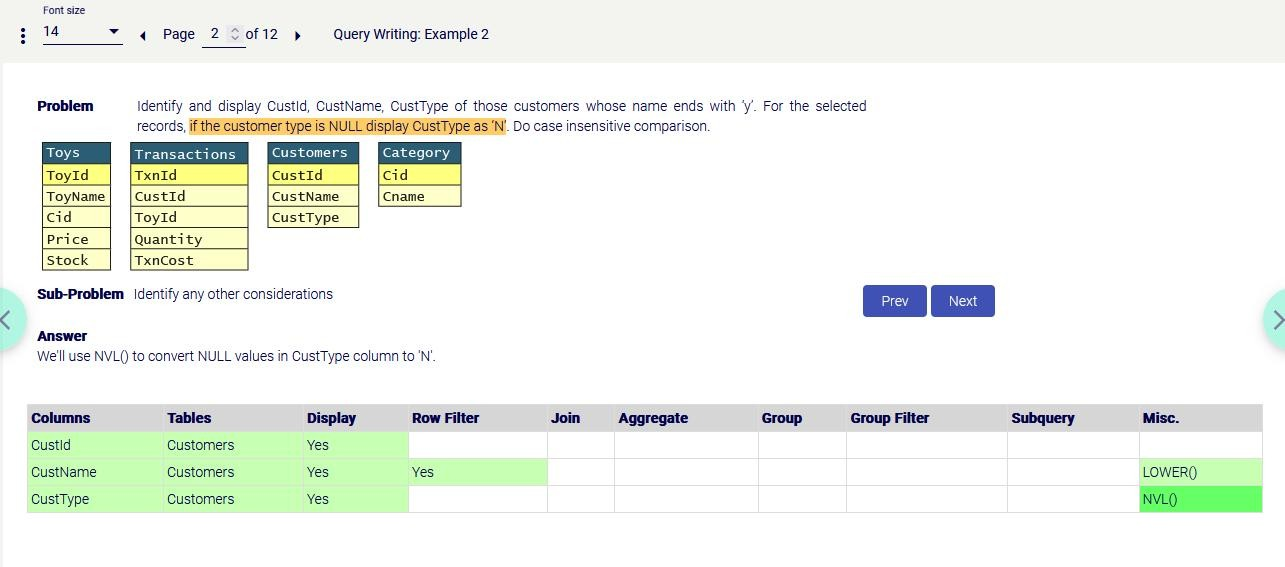 Font size
14
Page 2 of 12 Query Writing: Example 2
Problem Identify and display CustId, CustName, CustType of those customers whose name ends with 'y'. For the selected
records, if the customer type is NULL display CustType as 'N'. Do case insensitive comparison.
Toys Transactions Customers Category
ToyId TxnId CustId Cid
ToyName CustId CustName Cname
Cid ToyId CustType
Price Quantity
Stock TxnCost
Sub-Problem Identify any other considerations
Prev Next
Answer
We'll use NVL() to convert NULL values in CustType column to 'N'.
Columns Tables Display Row Filter Join Aggregate Group Group Filter Subquery Misc.
CustId Customers Yes
CustName Customers Yes Yes LOWER()
CustType Customers Yes NVL()